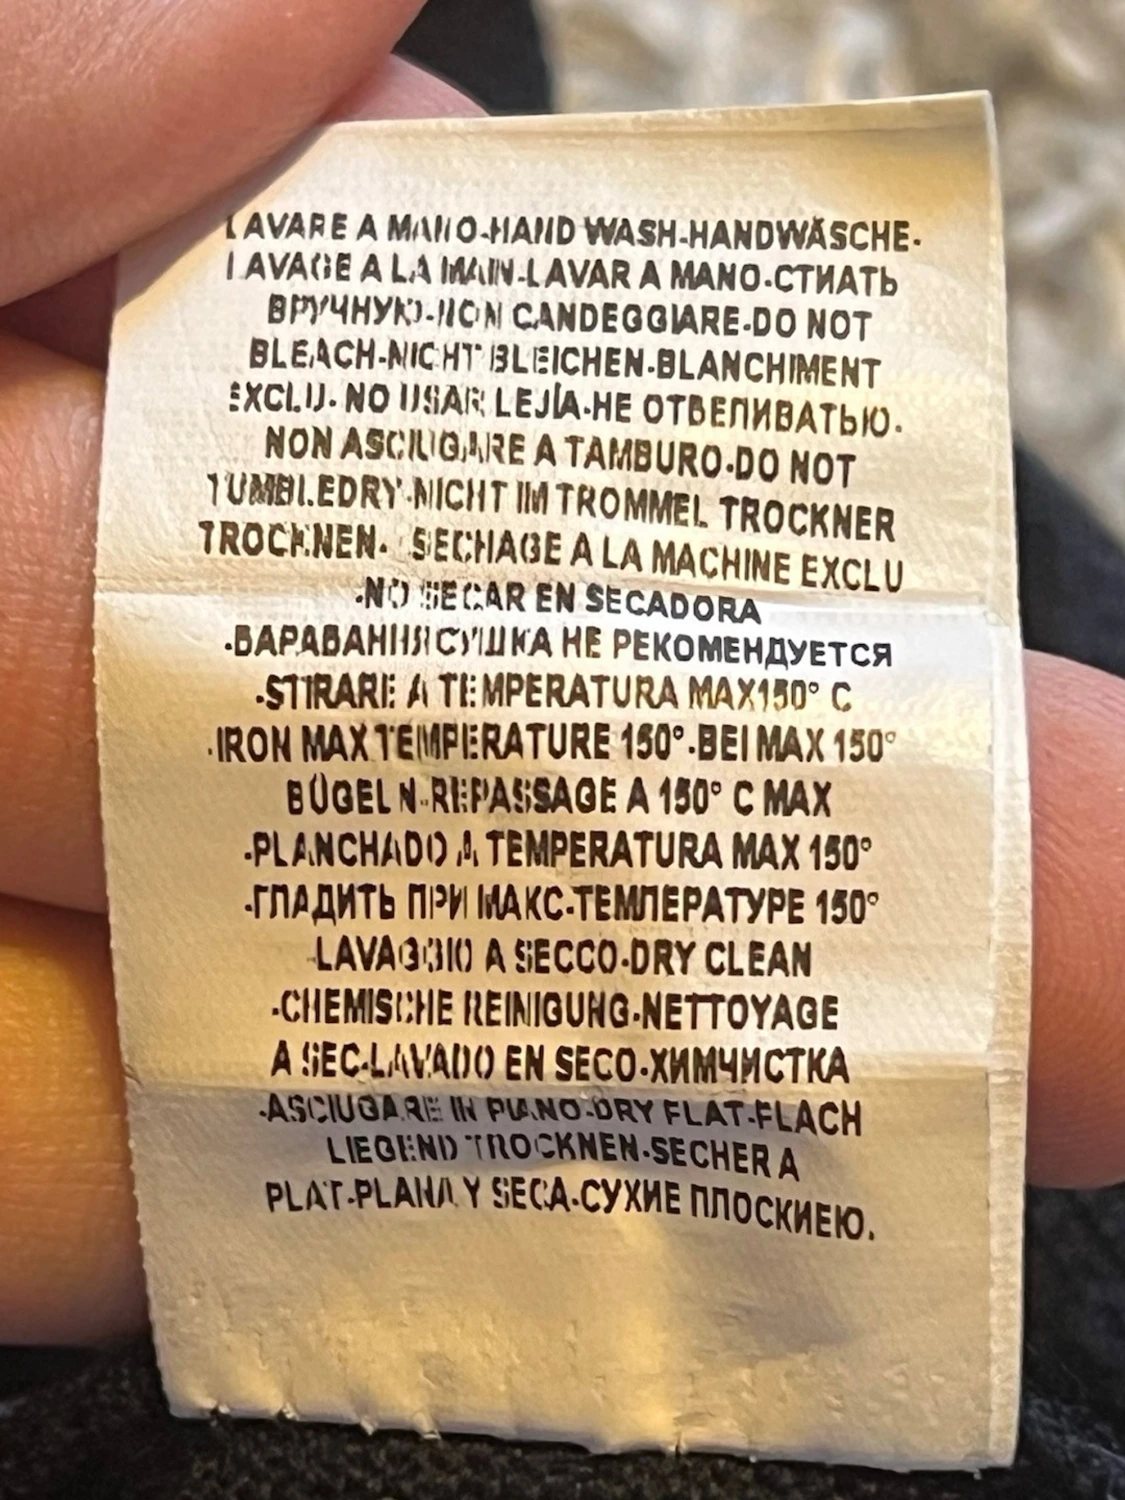 LAVARE A MANO-HAND WASH-HANDWÄSCHE-
LAVAGE A LA MAIN-LAVAR A MANO-СТИАТЬ
ВРУЧНУЮ-NON CANDEGGIARE-DO NOT
BLEACH-NICHT BLEICHEN-BLANCHIMENT
EXCLU- NO USAR LEJÍA-НЕ ОТВЕПИВАТЬЮ.
NON ASCIUGARE A TAMBURO-DO NOT
TUMBLEDRY-NICHT IM TROMMEL TROCKNER
TROCKNEN- SECHAGE A LA MACHINE EXCLU
-NO SECAR EN SECADORA
-БАРАБАННЯ СУШКА НЕ РЕКОМЕНДУЕТСЯ
-STIRARE A TEMPERATURA MAX150° C
-IRON MAX TEMPERATURE 150°-BEI MAX 150°
BÜGELN-REPASSAGE A 150° C MAX
-PLANCHADO A TEMPERATURA MAX 150°
-ГЛАДИТЬ ПРИ МАКС-ТЕМПЕРАТУРЕ 150°
-LAVAGGIO A SECCO-DRY CLEAN
-CHEMISCHE REINIGUNG-NETTOYAGE
A SEC-LAVADO EN SECO-ХИМЧИСТКА
-ASCIUGARE IN PIANO-DRY FLAT-FLACH
LIEGEND TROCKNEN-SECHER A
PLAT-PLANA Y SECA-СУХИЕ ПЛОСКИЕЮ.